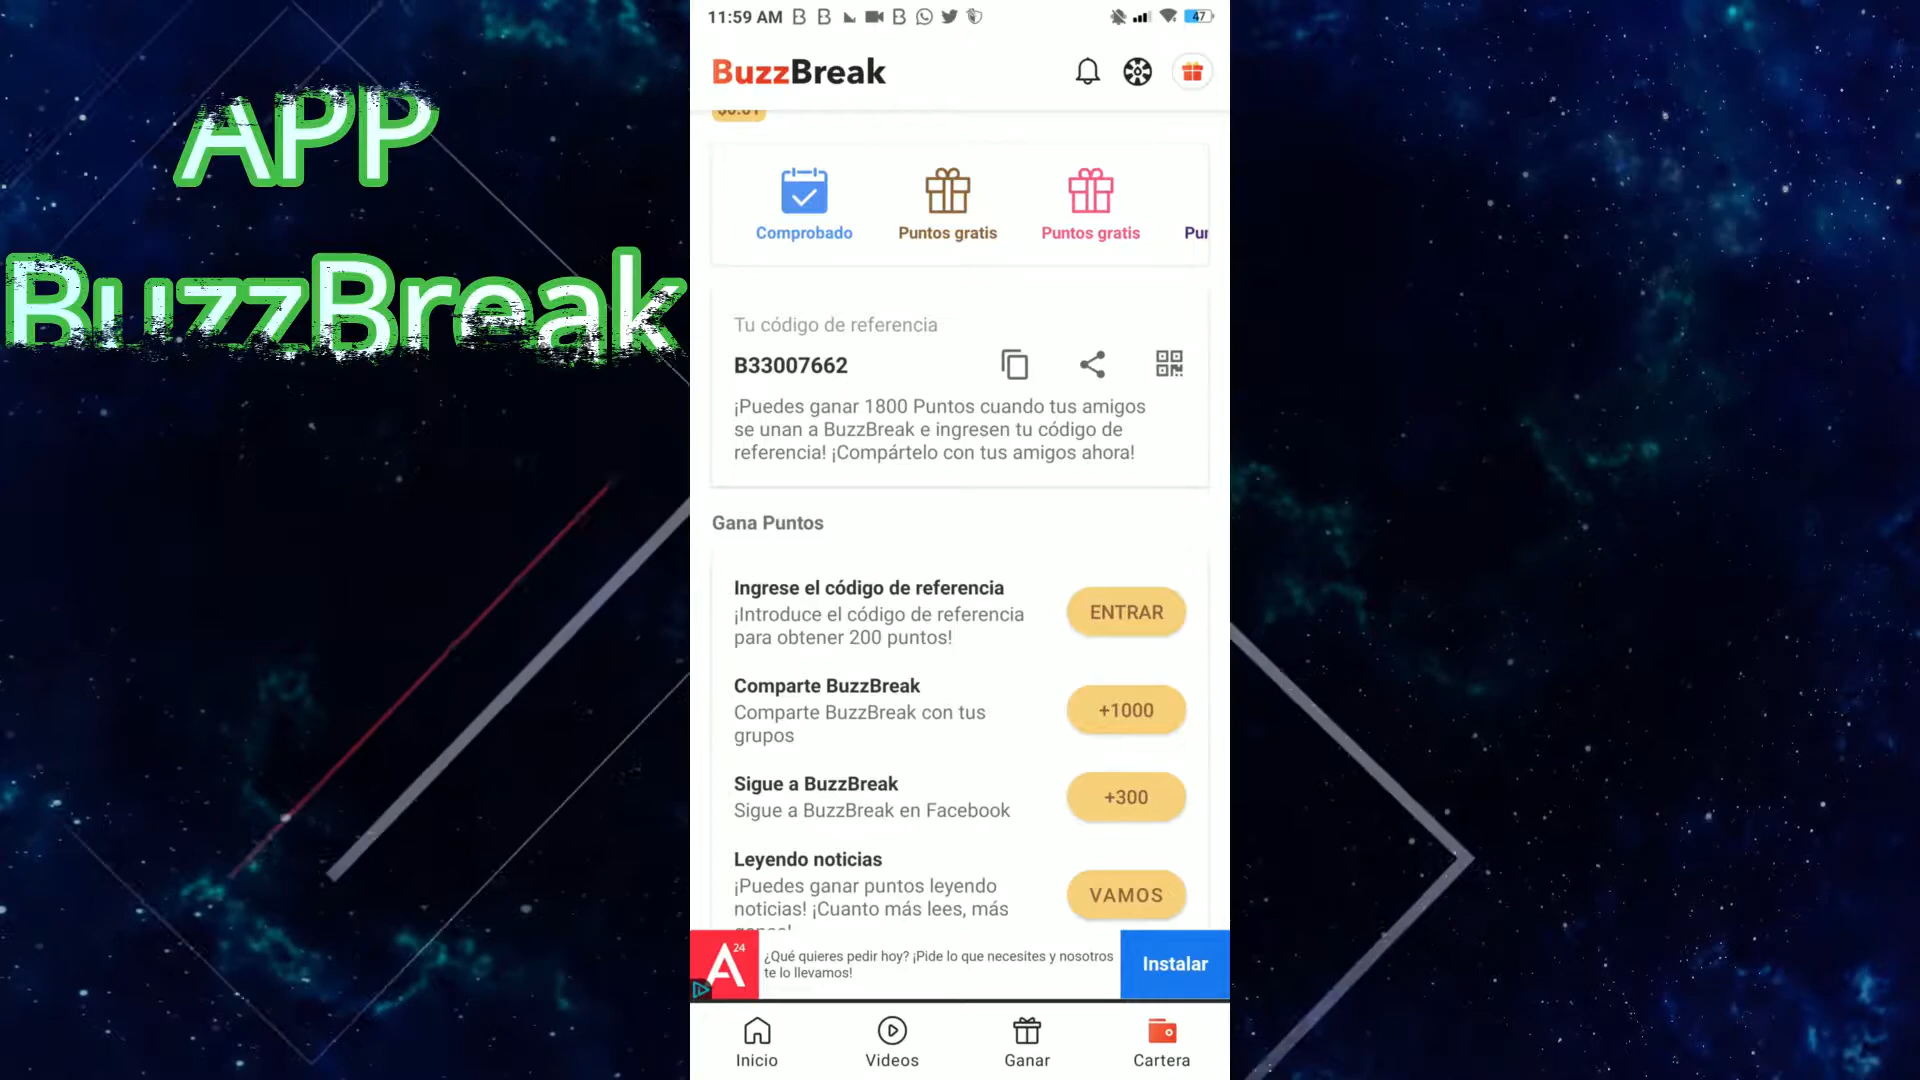 APP
BuzzBreak
11:59 AM
47
BuzzBreak
Comprobado
Puntos gratis
Puntos gratis
Pur
Tu código de referencia
B33007662
¡Puedes ganar 1800 Puntos cuando tus amigos
se unan a BuzzBreak e ingresen tu código de
referencia! ¡Compártelo con tus amigos ahora!
Gana Puntos
Ingrese el código de referencia
¡Introduce el código de referencia
para obtener 200 puntos!
ENTRAR
Comparte BuzzBreak
Comparte BuzzBreak con tus
grupos
+1000
Sigue a BuzzBreak
Sigue a BuzzBreak en Facebook
+300
Leyendo noticias
¡Puedes ganar puntos leyendo
noticias! ¡Cuanto más lees, más
VAMOS
A24
¿Qué quieres pedir hoy? ¡Pide lo que necesites y nosotros
te lo llevamos!
Instalar
Inicio
Videos
Ganar
Cartera